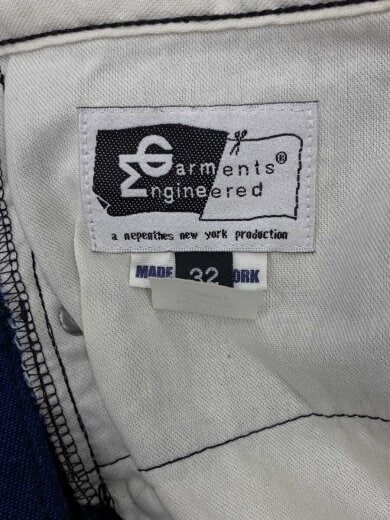 Garments®
Engineered
a nepenthes new york production
MADE 32 ORK